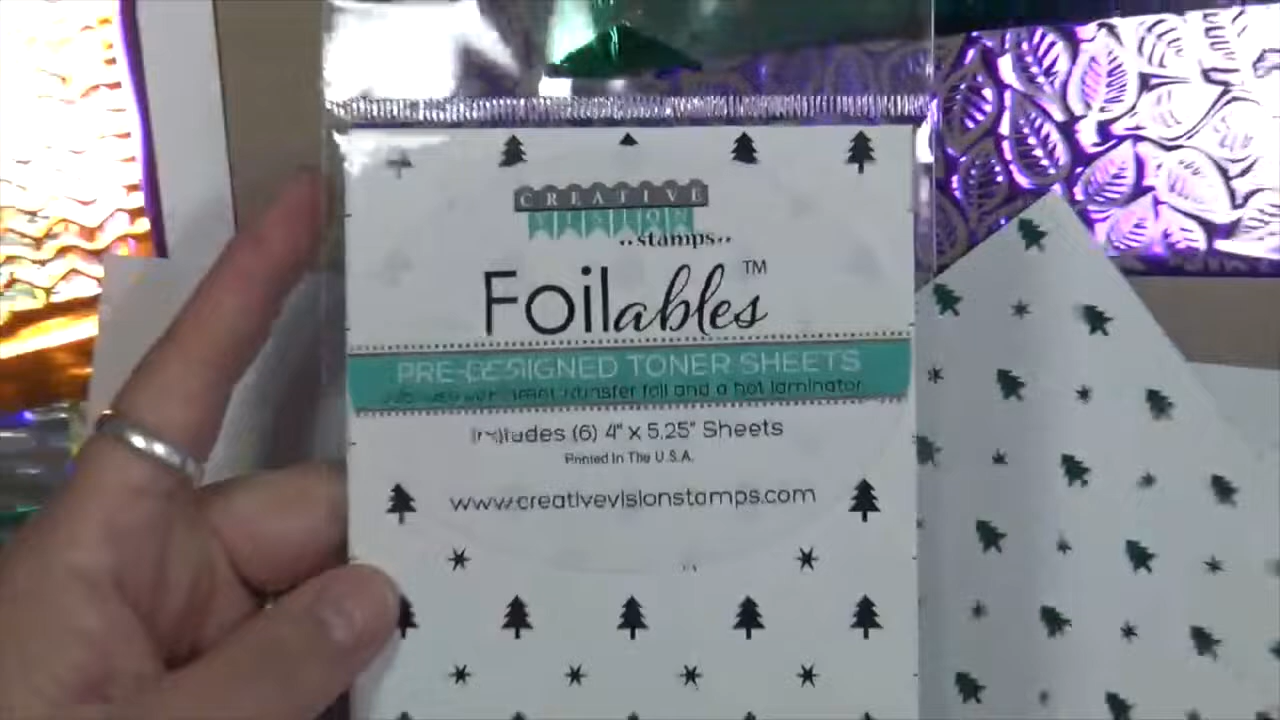 CREATIVE
VISION
stamps
Foilables™
PRE-DESIGNED TONER SHEETS
transfer foil and a hot laminator
Includes (6) 4" x 5.25" Sheets
Printed In The U.S.A.
www.creativevisionstamps.com